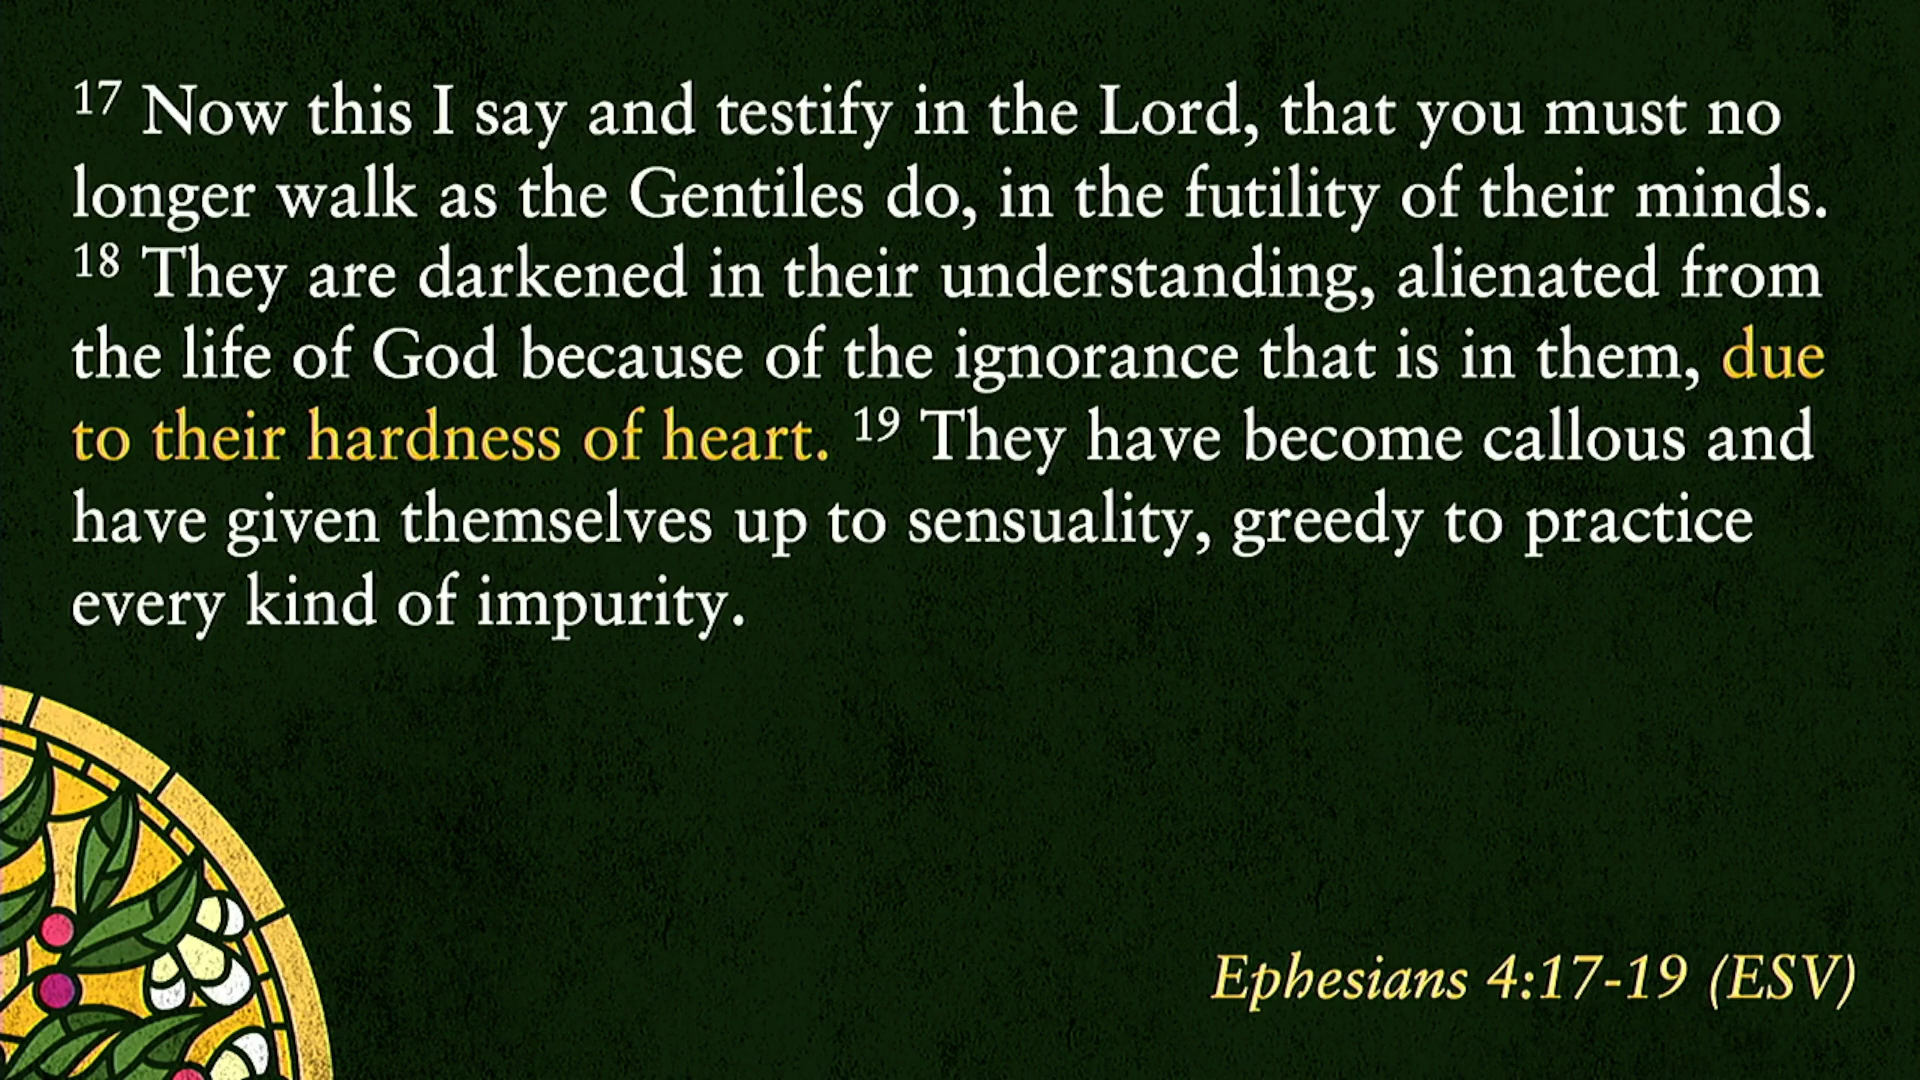 17 Now this I say and testify in the Lord, that you must no
longer walk as the Gentiles do, in the futility of their minds.
18 They are darkened in their understanding, alienated from
the life of God because of the ignorance that is in them, due
to their hardness of heart. 19 They have become callous and
have given themselves up to sensuality, greedy to practice
every kind of impurity.
Ephesians 4:17-19 (ESV)